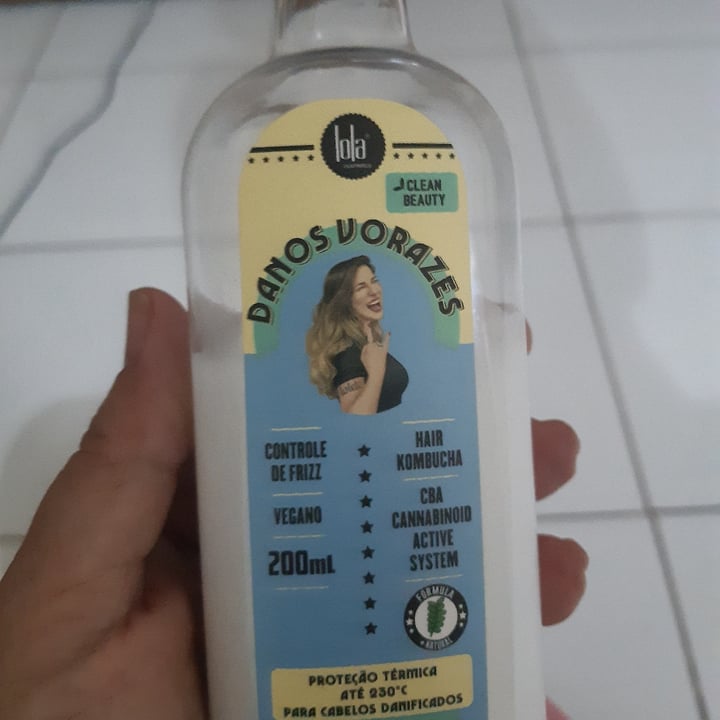 lola
CLEAN
BEAUTY
DANOS VORAZES
CONTROLE
DE FRIZZ
VEGANO
200mL
HAIR
KOMBUCHA
CBA
CANNABINOID
ACTIVE
SYSTEM
FÓRMULA
NATURAL
PROTEÇÃO TÉRMICA
ATÉ 230°C
PARA CABELOS DANIFICADOS